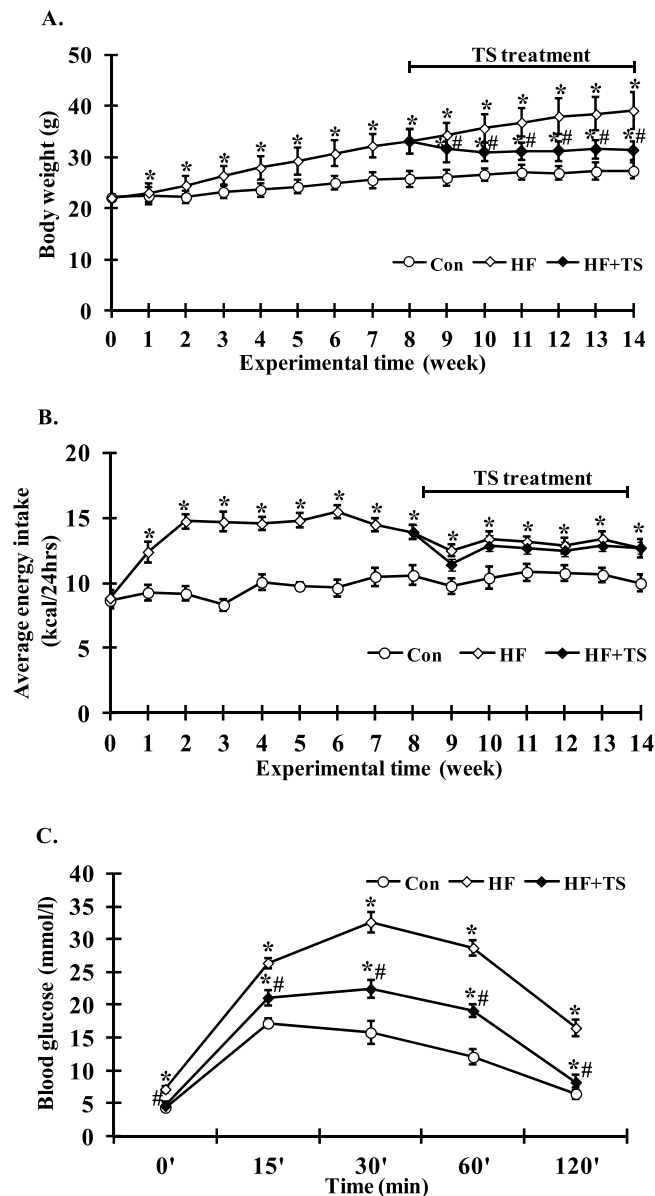 A.
TS treatment
50
40
30
20
10
0
Body weight (g)
* * * * * * * * * * * * * *
*# *# *# *# *# *#
Con HF HF+TS
0 1 2 3 4 5 6 7 8 9 10 11 12 13 14
Experimental time (week)
B.
TS treatment
20
15
10
5
0
Average energy intake
(kcal/24hrs)
* * * * * * * * * * * * * *
Con HF HF+TS
0 1 2 3 4 5 6 7 8 9 10 11 12 13 14
Experimental time (week)
C.
Con HF HF+TS
40
35
30
25
20
15
10
5
0
Blood glucose (mmol/l)
* * * * *
# *# *# *# *#
0' 15' 30' 60' 120'
Time (min)